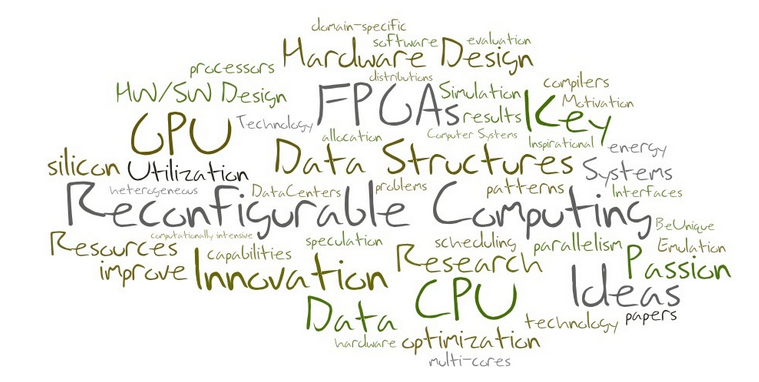 domain-specific
software evaluation
Hardware Design
processors distributions
HW/SW Design FPGAs Simulation compilers
Technology results Key Motivation
GPU allocation Computer Systems Inspirational energy
silicon Utilization Data Structures Systems
heterogeneous DataCenters problems patterns Interfaces
Reconfigurable Computing BeUnique
computationally intensive
Resources capabilities speculation scheduling parallelism Emulation
improve Innovation Research Passion
Data CPU Ideas
technology papers
hardware optimization
multi-cores